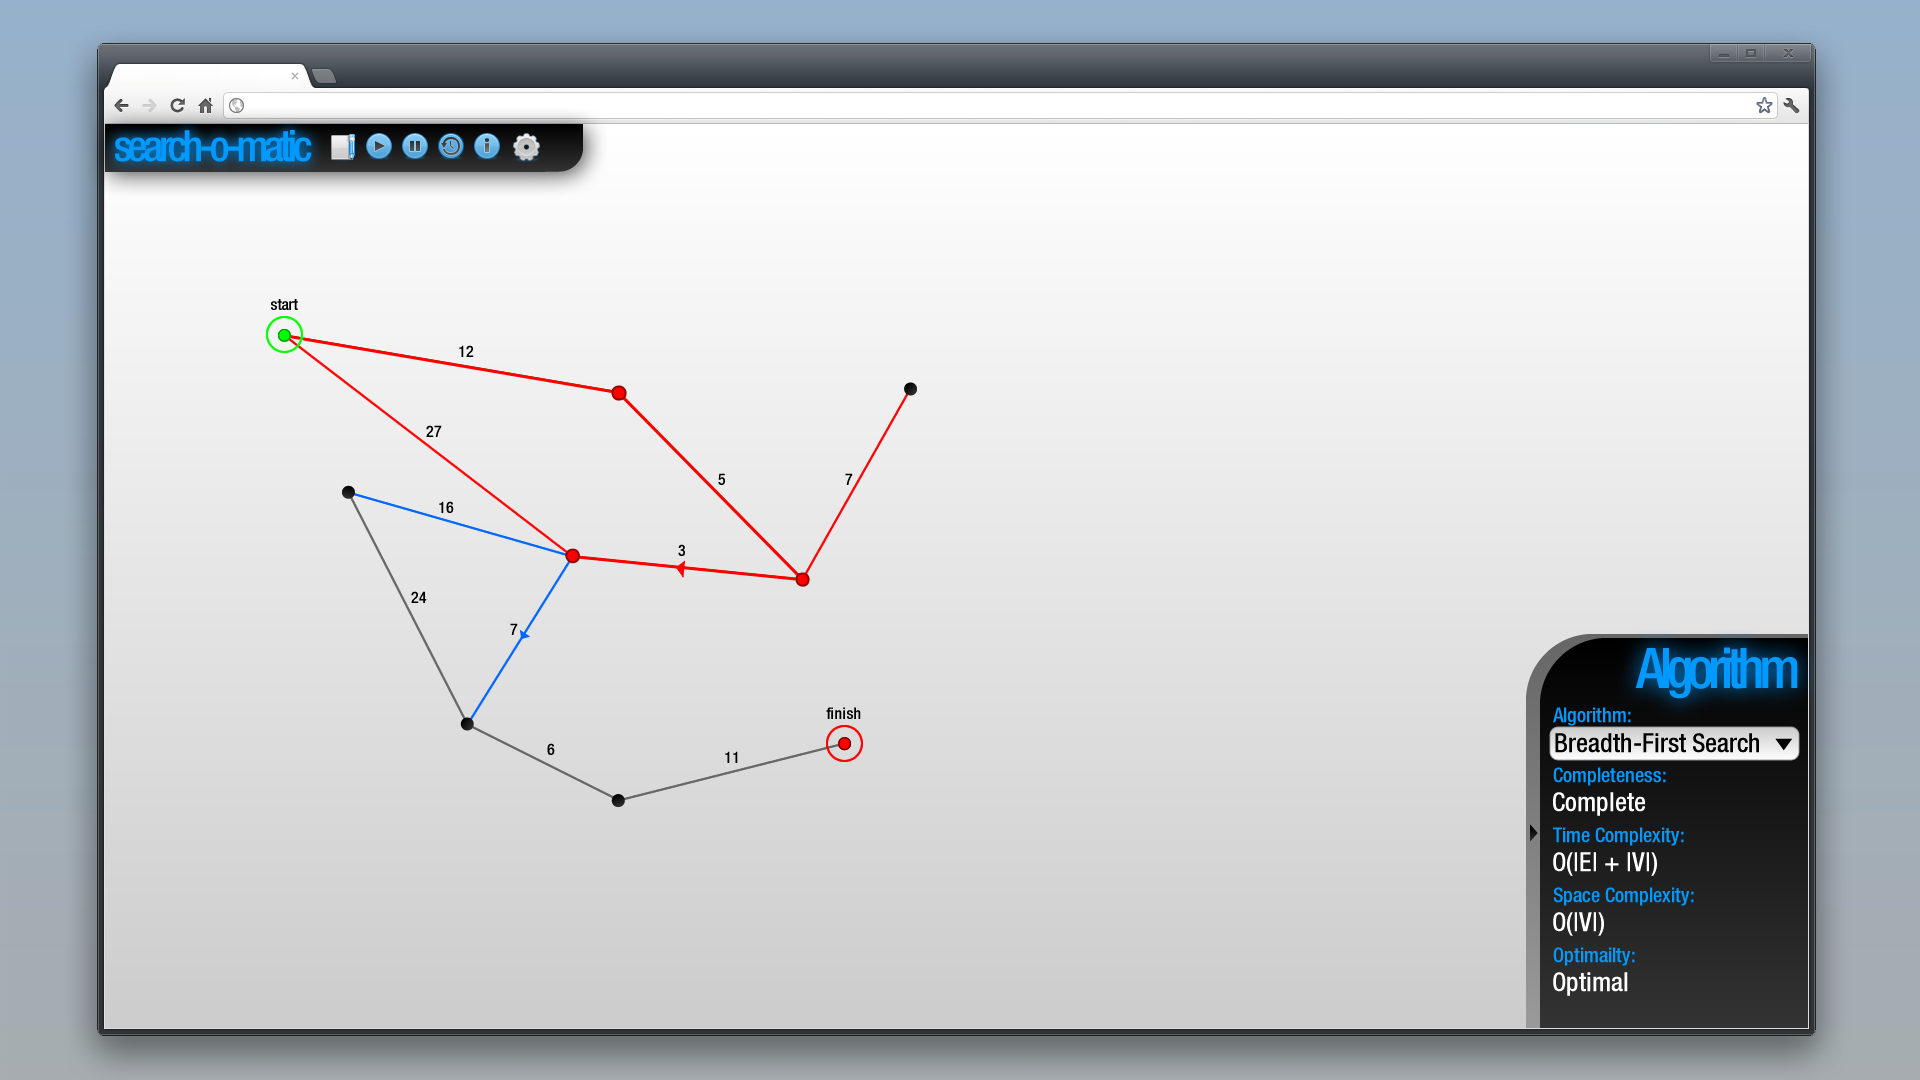 search-o-matic
start
12
27
5
7
16
3
24
7
finish
6
11
Algorithm
Algorithm:
Breadth-First Search
Completeness:
Complete
Time Complexity:
O(|E| + |V|)
Space Complexity:
O(|V|)
Optimailty:
Optimal